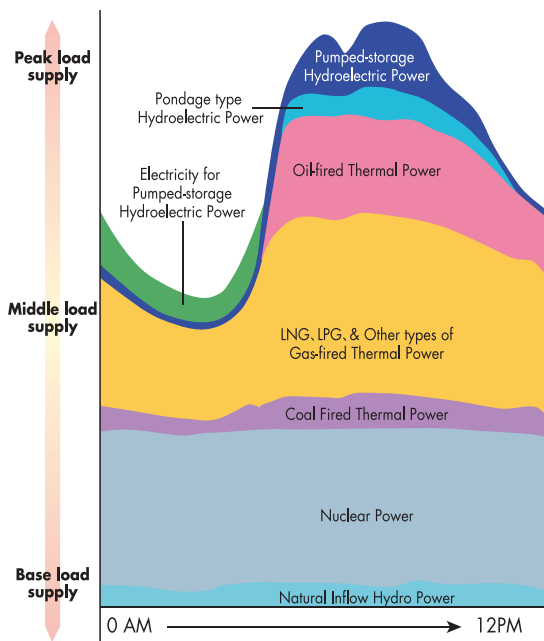 Peak load
supply
Pumped-storage
Hydroelectric Power
Pondage type
Hydroelectric Power
Oil-fired Thermal Power
Electricity for
Pumped-storage
Hydroelectric Power
Middle load
supply
LNG、LPG、& Other types of
Gas-fired Thermal Power
Coal Fired Thermal Power
Nuclear Power
Base load
supply
Natural Inflow Hydro Power
0 AM
12PM